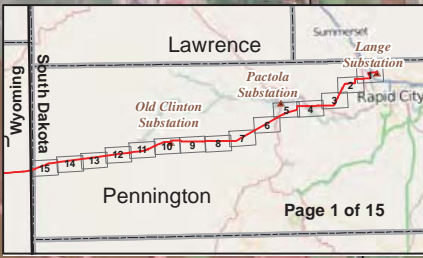 Summerset
Lawrence
Lange
Substation
Wyoming
South Dakota
Pactola
Substation
Rapid City
Old Clinton
Substation
1
2
3
4
5
6
7
8
9
10
11
12
13
14
15
Pennington
Page 1 of 15